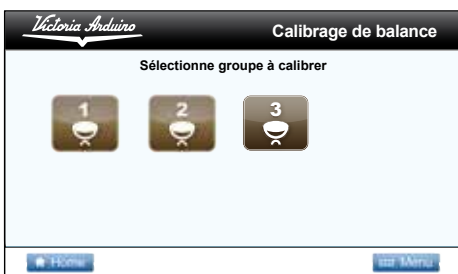 Victoria Arduino
Calibrage de balance
Sélectionne groupe à calibrer
1 2 3
Home Menu